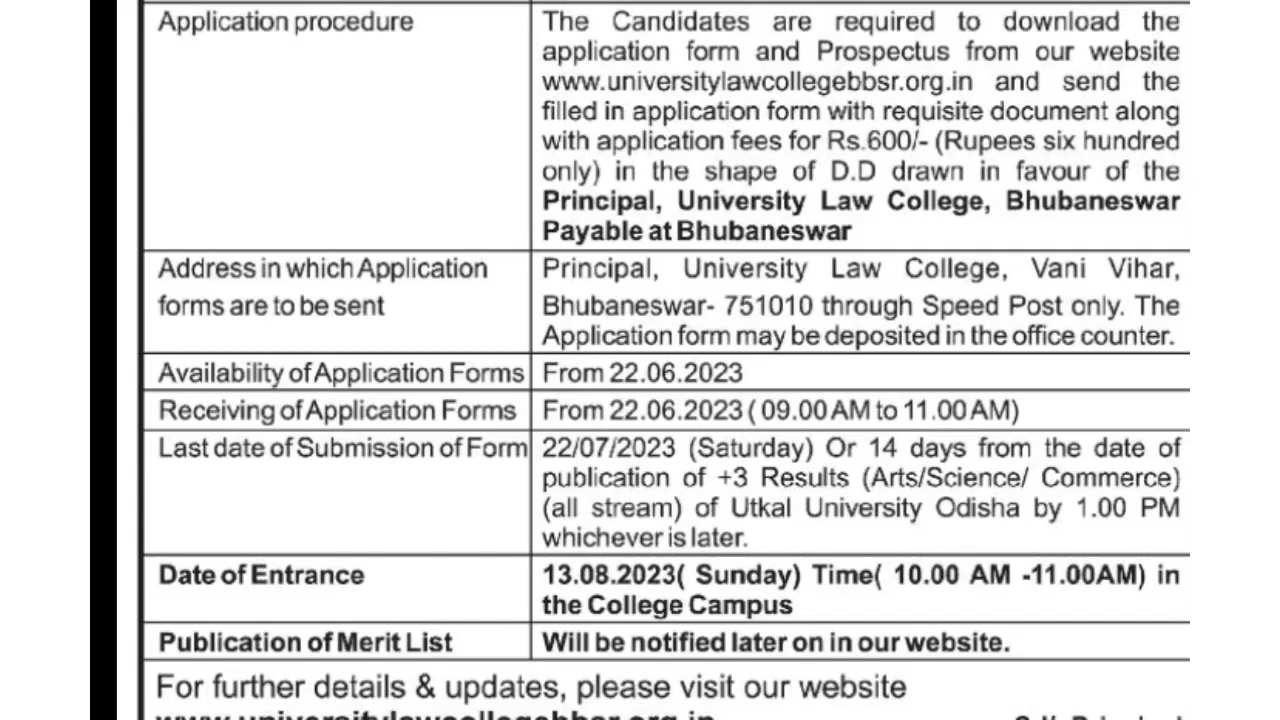 Application procedure
The Candidates are required to download the
application form and Prospectus from our website
www.universitylawcollegebbsr.org.in and send the
filled in application form with requisite document along
with application fees for Rs.600/- (Rupees six hundred
only) in the shape of D.D drawn in favour of the
Principal, University Law College, Bhubaneswar
Payable at Bhubaneswar
Address in which Application
forms are to be sent
Principal, University Law College, Vani Vihar,
Bhubaneswar- 751010 through Speed Post only. The
Application form may be deposited in the office counter.
Availability of Application Forms
From 22.06.2023
Receiving of Application Forms
From 22.06.2023 ( 09.00 AM to 11.00 AM)
Last date of Submission of Form
22/07/2023 (Saturday) Or 14 days from the date of
publication of +3 Results (Arts/Science/ Commerce)
(all stream) of Utkal University Odisha by 1.00 PM
whichever is later.
Date of Entrance
13.08.2023( Sunday) Time( 10.00 AM -11.00AM) in
the College Campus
Publication of Merit List
Will be notified later on in our website.
For further details & updates, please visit our website
www.universitylawcollegebbsr.org.in